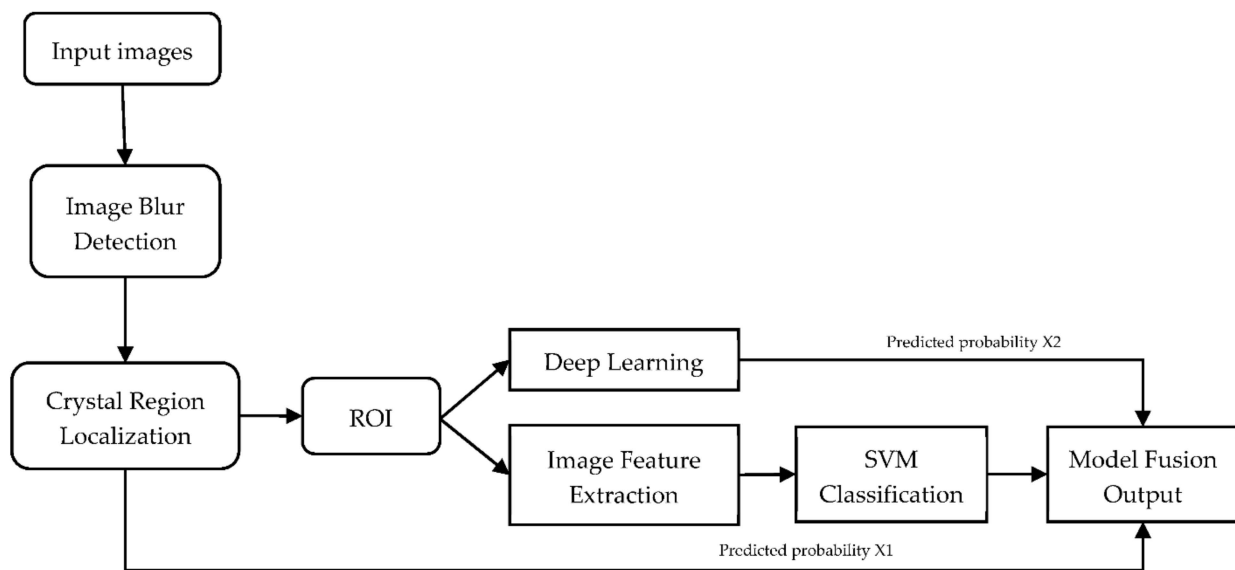 Input images
Image Blur
Detection
Crystal Region
Localization
ROI
Deep Learning
Predicted probability X2
Image Feature
Extraction
SVM
Classification
Model Fusion
Output
Predicted probability X1